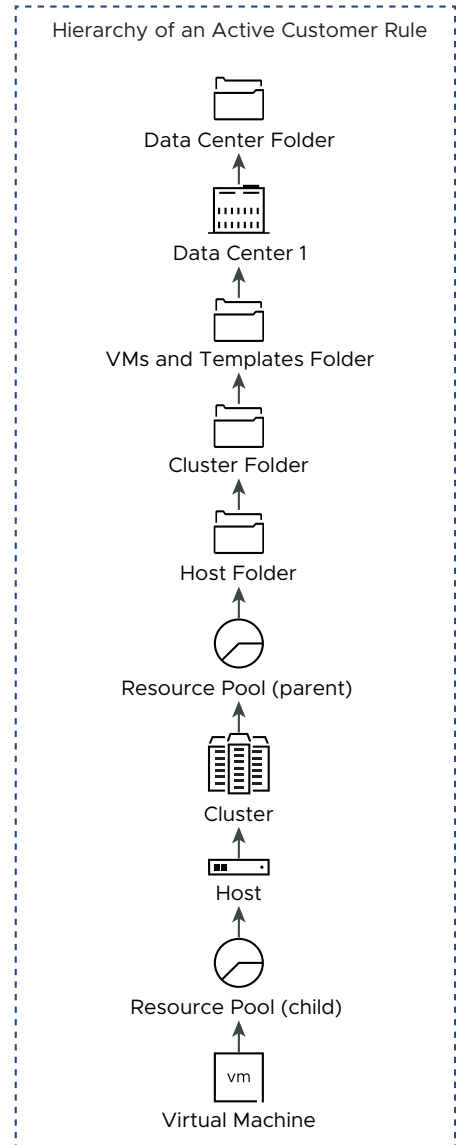 Hierarchy of an Active Customer Rule
Data Center Folder
Data Center 1
VMs and Templates Folder
Cluster Folder
Host Folder
Resource Pool (parent)
Cluster
Host
Resource Pool (child)
vm
Virtual Machine